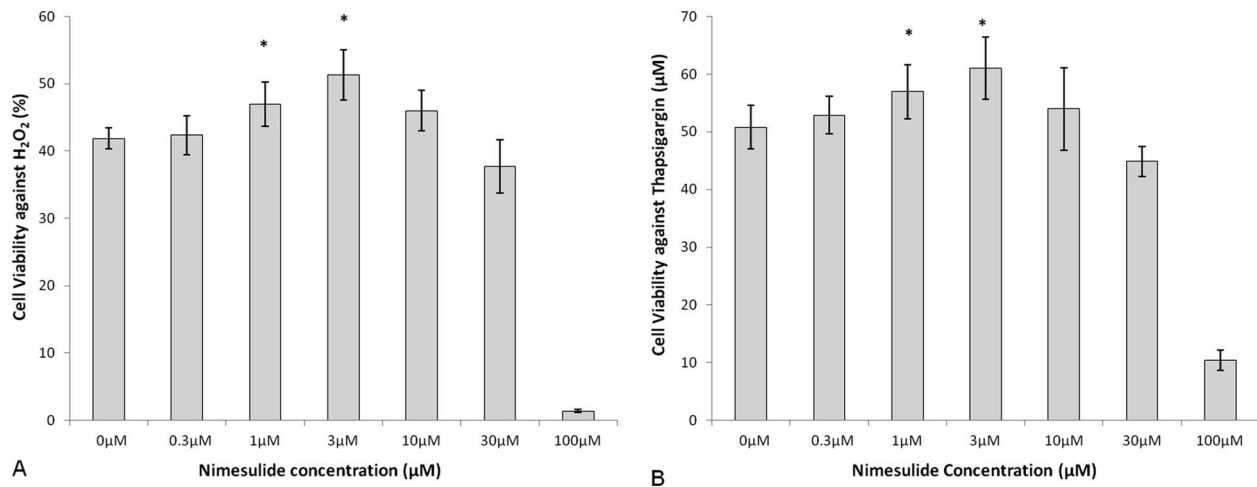 Cell Viability against H₂O₂ (%)
60
50
40
30
20
10
0
*
*
0µM 0.3µM 1µM 3µM 10µM 30µM 100µM
Nimesulide concentration (µM)
A
Cell Viability against Thapsigargin (µM)
70
60
50
40
30
20
10
0
*
*
0µM 0.3µM 1µM 3µM 10µM 30µM 100µM
Nimesulide Concentration (µM)
B